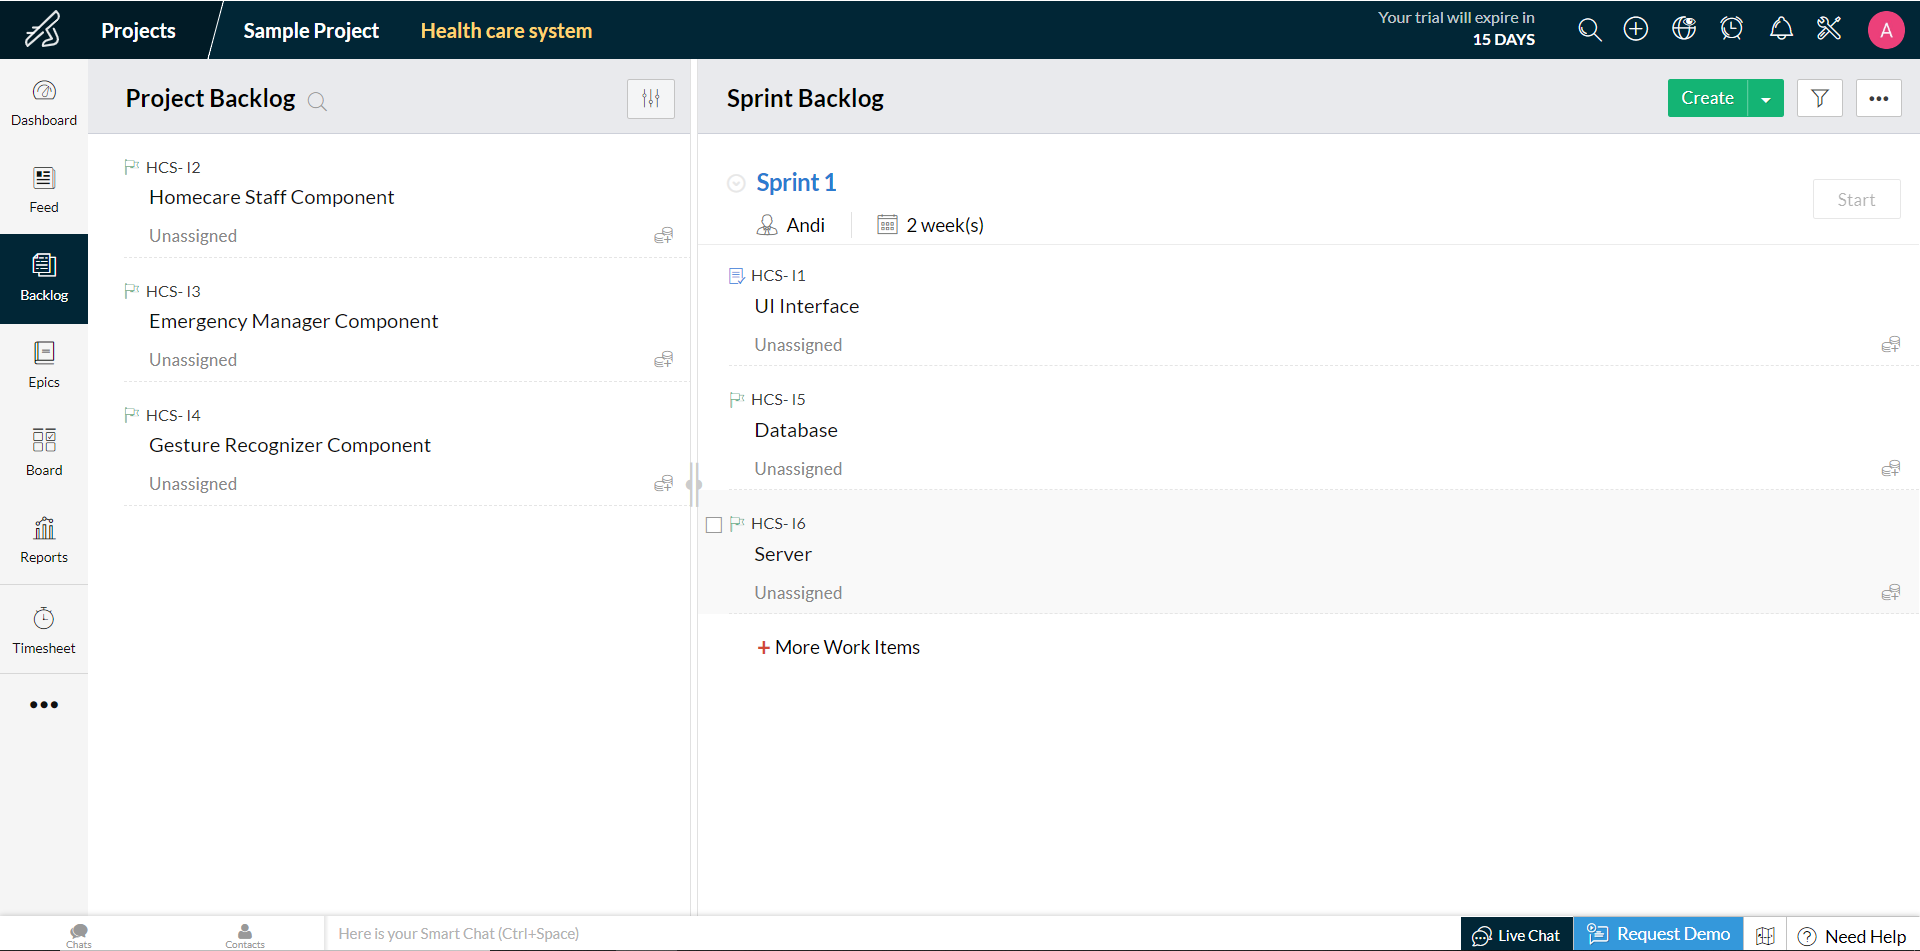 Projects
Sample Project
Health care system
Your trial will expire in
15 DAYS
A
Dashboard
Feed
Backlog
Epics
Board
Reports
Timesheet
Project Backlog
HCS- I2
Homecare Staff Component
Unassigned
HCS- I3
Emergency Manager Component
Unassigned
HCS- I4
Gesture Recognizer Component
Unassigned
Sprint Backlog
Create
Sprint 1
Start
Andi
2 week(s)
HCS- I1
UI Interface
Unassigned
HCS- I5
Database
Unassigned
HCS- I6
Server
Unassigned
+ More Work Items
Chats
Contacts
Here is your Smart Chat (Ctrl+Space)
Live Chat
Request Demo
Need Help